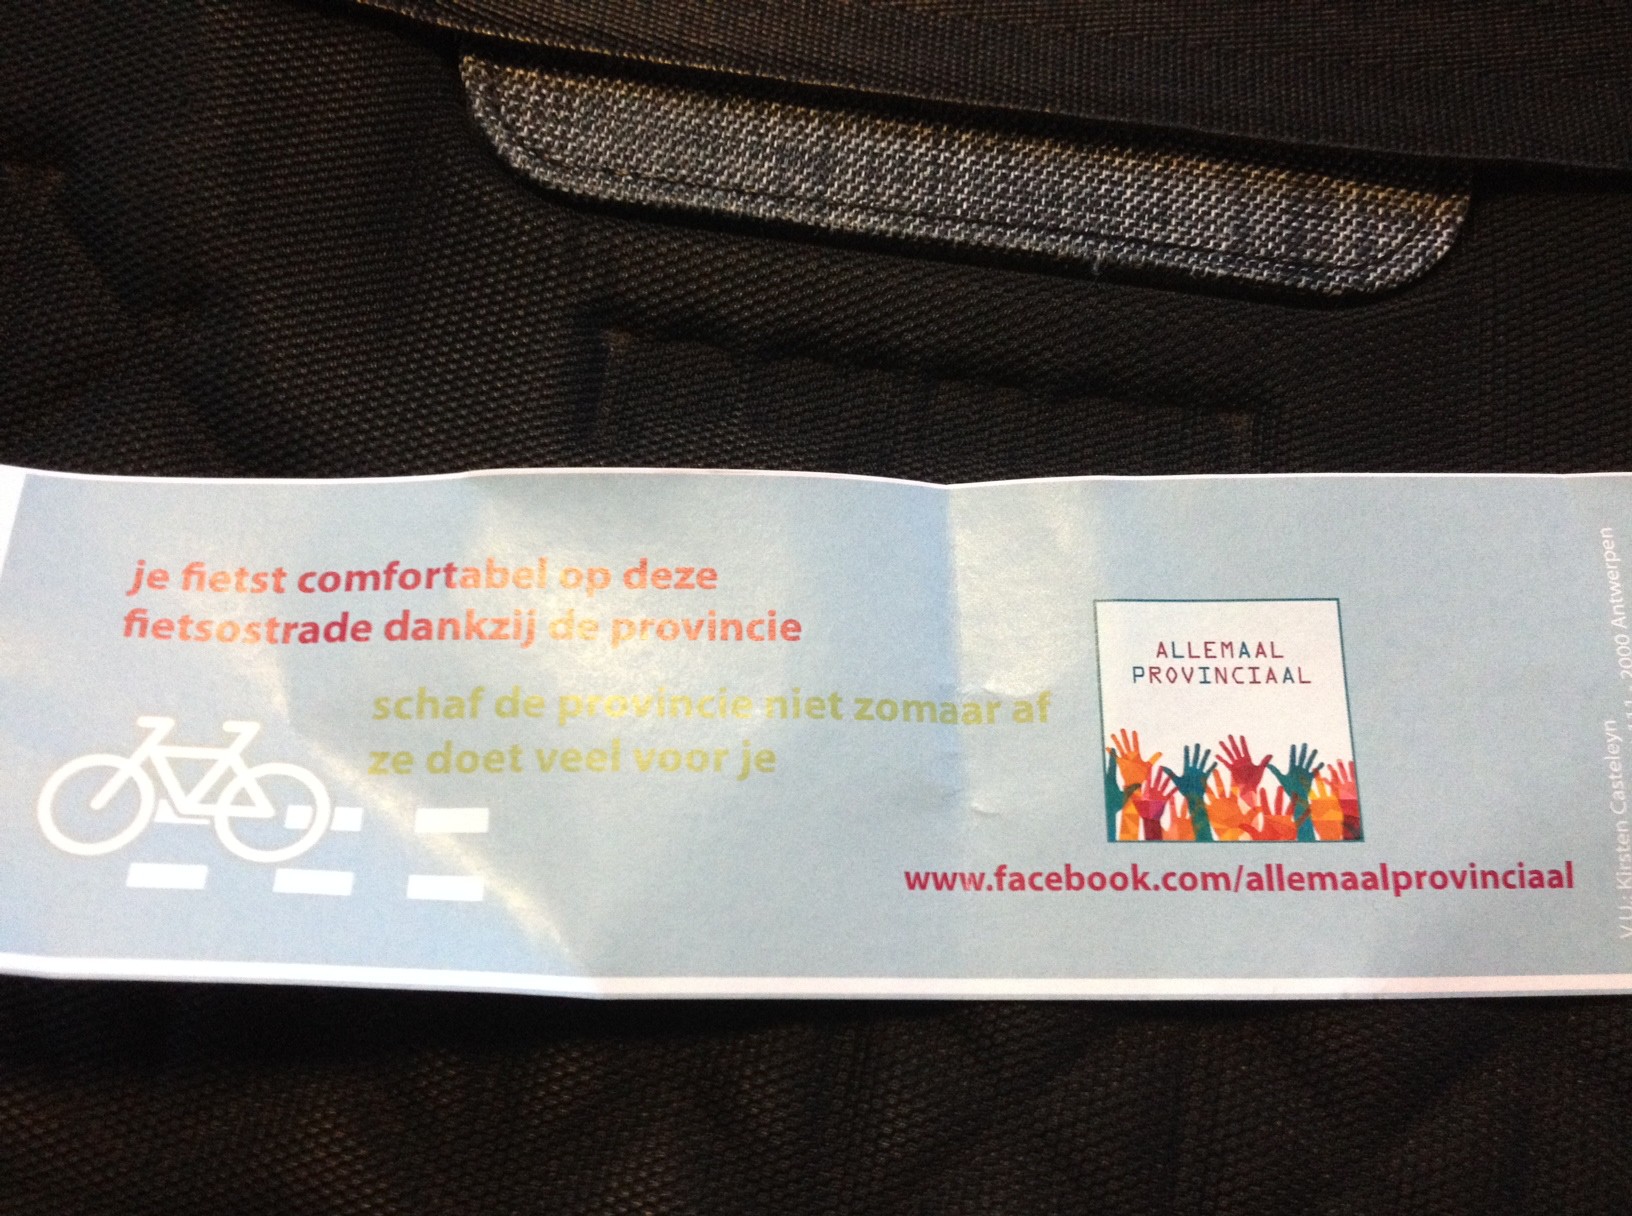 je fietst comfortabel op deze
fietsostrade dankzij de provincie
schaf de provincie niet zomaar af
ze doet veel voor je
ALLEMAAL
PROVINCIAAL
www.facebook.com/allemaalprovinciaal
V.U.: Kirsten Casteleyn 2000 Antwerpen